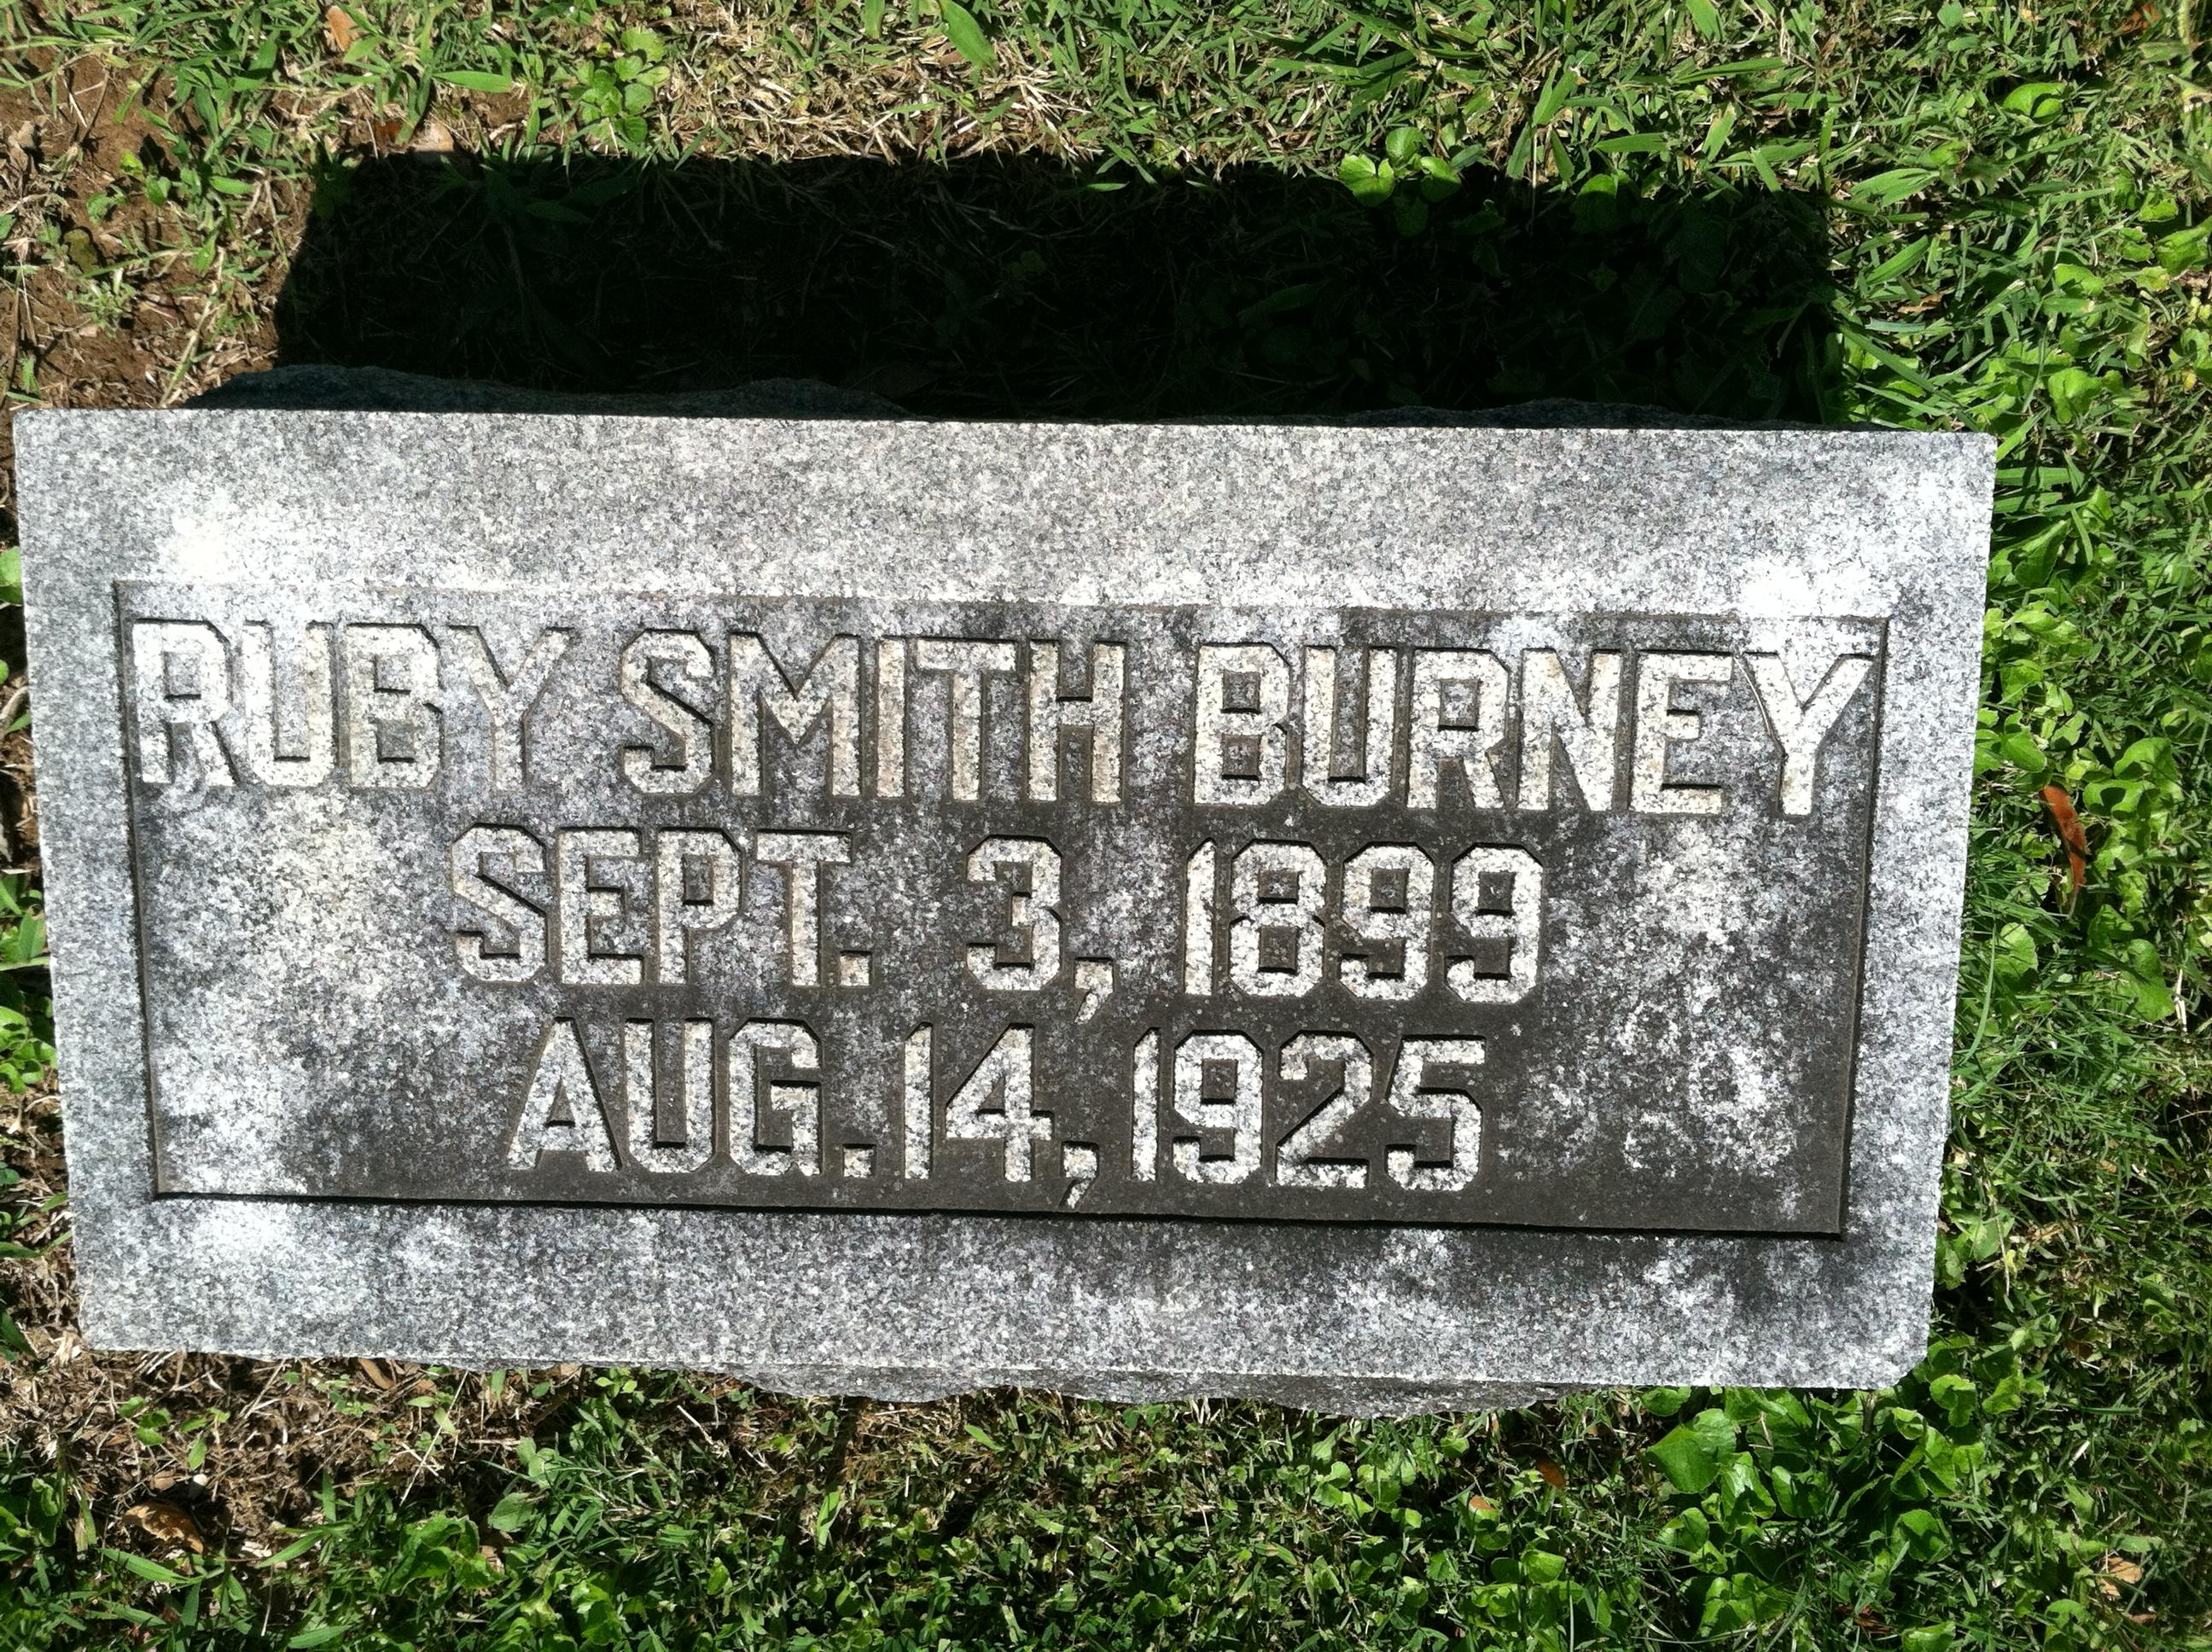 RUBY SMITH BURNEY
SEPT. 3, 1899
AUG. 14, 1925